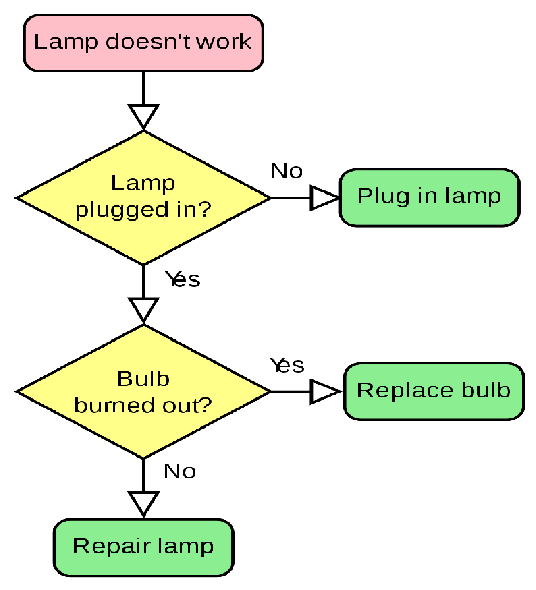 Lamp doesn't work
Lamp
plugged in?
No
Plug in lamp
Yes
Bulb
burned out?
Yes
Replace bulb
No
Repair lamp